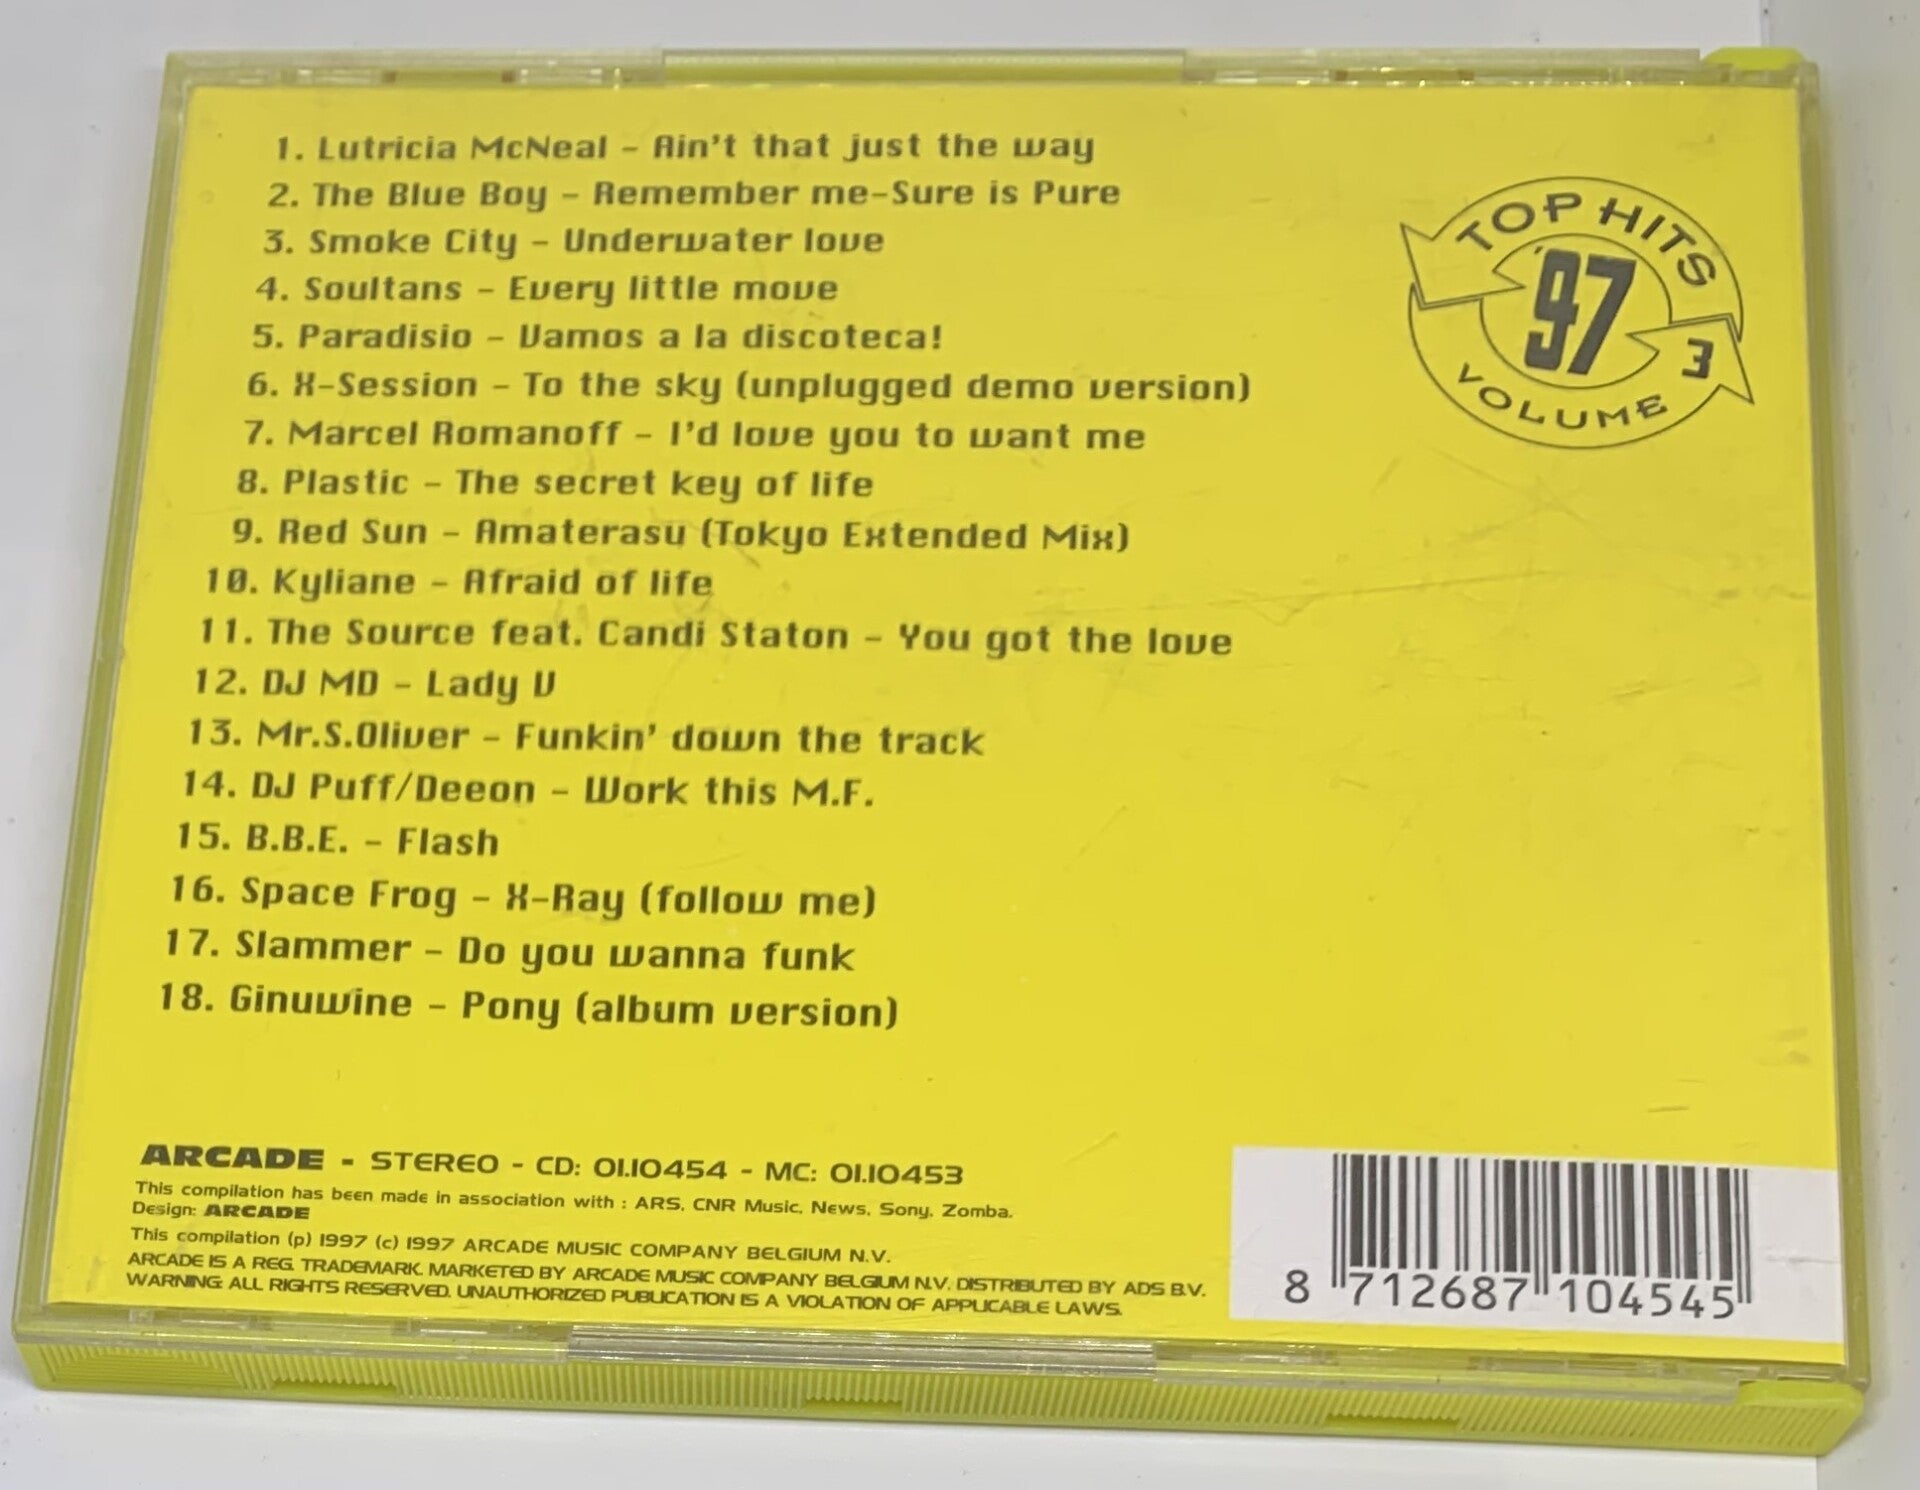 1. Lutricia McNeal - Ain't that just the way
2. The Blue Boy - Remember me-Sure is Pure
3. Smoke City - Underwater love
4. Soultans - Every little move
5. Paradisio - Vamos a la discoteca!
6. X-Session - To the sky (unplugged demo version)
7. Marcel Romanoff - I'd love you to want me
8. Plastic - The secret key of life
9. Red Sun - Amaterasu (Tokyo Extended Mix)
10. Kyliane - Afraid of life
11. The Source feat. Candi Staton - You got the love
12. DJ MD - Lady V
13. Mr.S.Oliver - Funkin' down the track
14. DJ Puff/Deeon - Work this M.F.
15. B.B.E. - Flash
16. Space Frog - X-Ray (follow me)
17. Slammer - Do you wanna funk
18. Ginuwine - Pony (album version)
TOP HITS
'97
VOLUME 3
ARCADE - STEREO - CD: 01.10454 - MC: 01.10453
This compilation has been made in association with : ARS, CNR Music, News, Sony, Zomba.
Design: ARCADE
This compilation (p) 1997 (c) 1997 ARCADE MUSIC COMPANY BELGIUM N.V.
ARCADE IS A REG. TRADEMARK. MARKETED BY ARCADE MUSIC COMPANY BELGIUM N.V. DISTRIBUTED BY ADS B.V.
WARNING: ALL RIGHTS RESERVED. UNAUTHORIZED PUBLICATION IS A VIOLATION OF APPLICABLE LAWS.
8 712687 104545